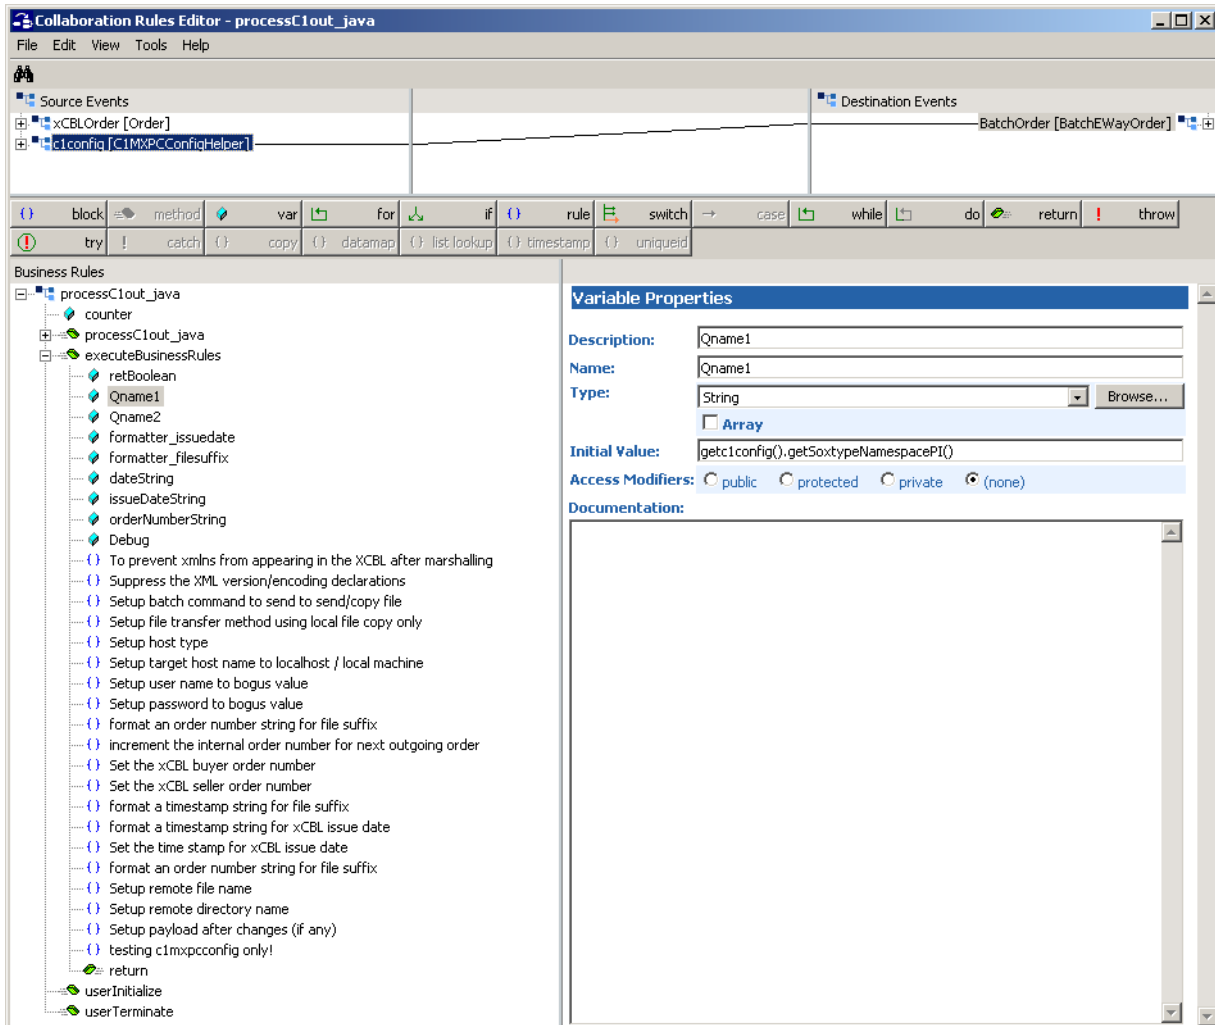 Collaboration Rules Editor - processC1out_java
File Edit View Tools Help
Source Events
Destination Events
xCBLOrder [Order]
BatchOrder [BatchEWayOrder]
c1config [C1MXPCConfigHelper]
block method var for if rule switch case while do return throw
try catch copy datamap list lookup timestamp uniqueid
Business Rules
processC1out_java
counter
processC1out_java
executeBusinessRules
retBoolean
Qname1
Qname2
formatter_issuedate
formatter_filesuffix
dateString
issueDateString
orderNumberString
Debug
To prevent xmlns from appearing in the XCBL after marshalling
Suppress the XML version/encoding declarations
Setup batch command to send to send/copy file
Setup file transfer method using local file copy only
Setup host type
Setup target host name to localhost / local machine
Setup user name to bogus value
Setup password to bogus value
format an order number string for file suffix
increment the internal order number for next outgoing order
Set the xCBL buyer order number
Set the xCBL seller order number
format a timestamp string for file suffix
format a timestamp string for xCBL issue date
Set the time stamp for xCBL issue date
format an order number string for file suffix
Setup remote file name
Setup remote directory name
Setup payload after changes (if any)
testing c1mxpcconfig only!
return
userInitialize
userTerminate
Variable Properties
Description: Qname1
Name: Qname1
Type: String Browse...
Array
Initial Value: getc1config().getSoxtypeNamespacePI()
Access Modifiers: public protected private (none)
Documentation: